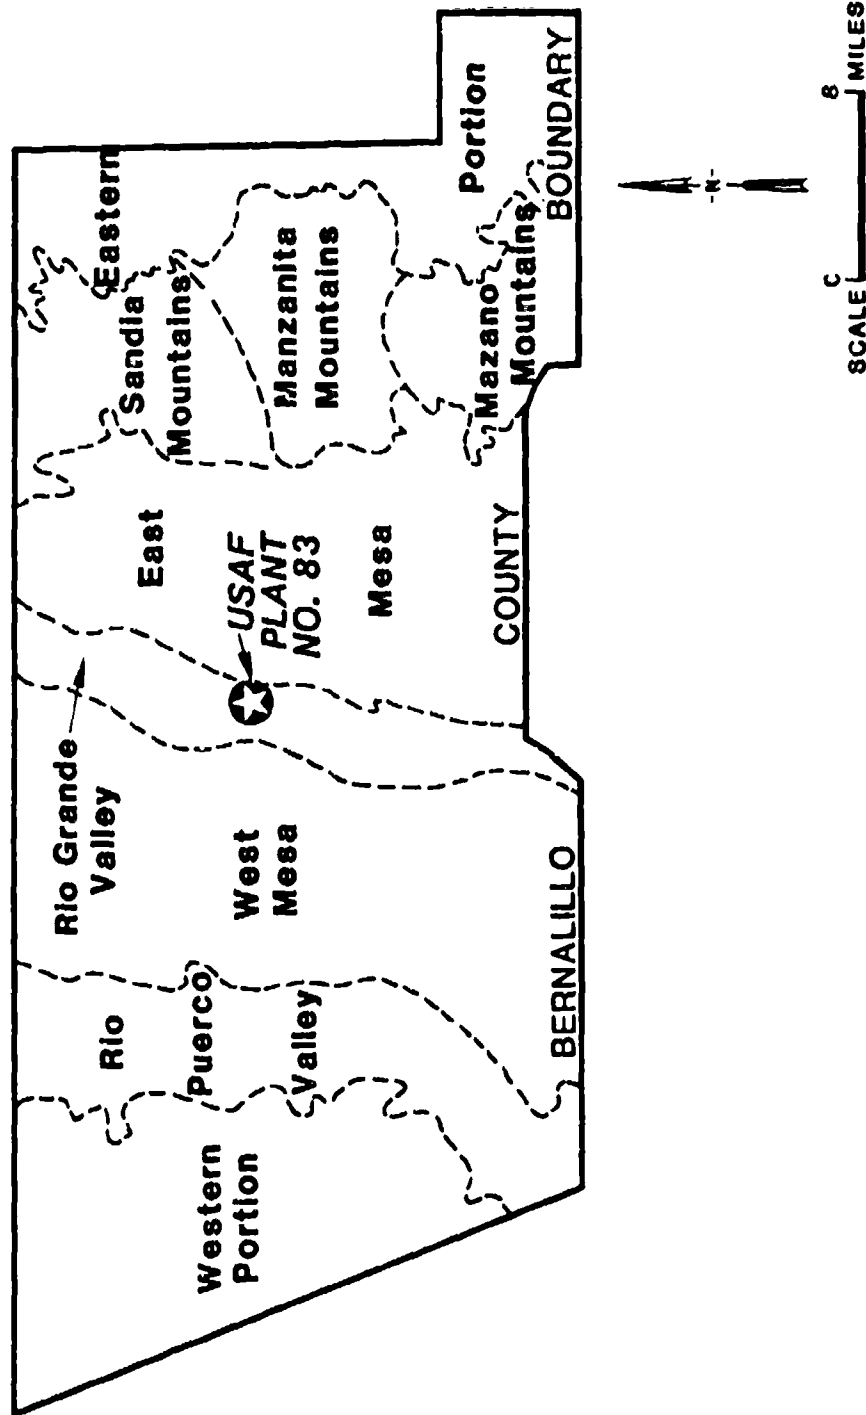 Western
Portion
Rio
Puerco
Valley
Rio Grande
Valley
West
Mesa
East
Mesa
USAF
PLANT
NO. 83
Sandia
Mountains
Eastern
Portion
Manzanita
Mountains
Mazano
Mountains
BERNALILLO COUNTY BOUNDARY
-N-
SCALE C 8 MILES